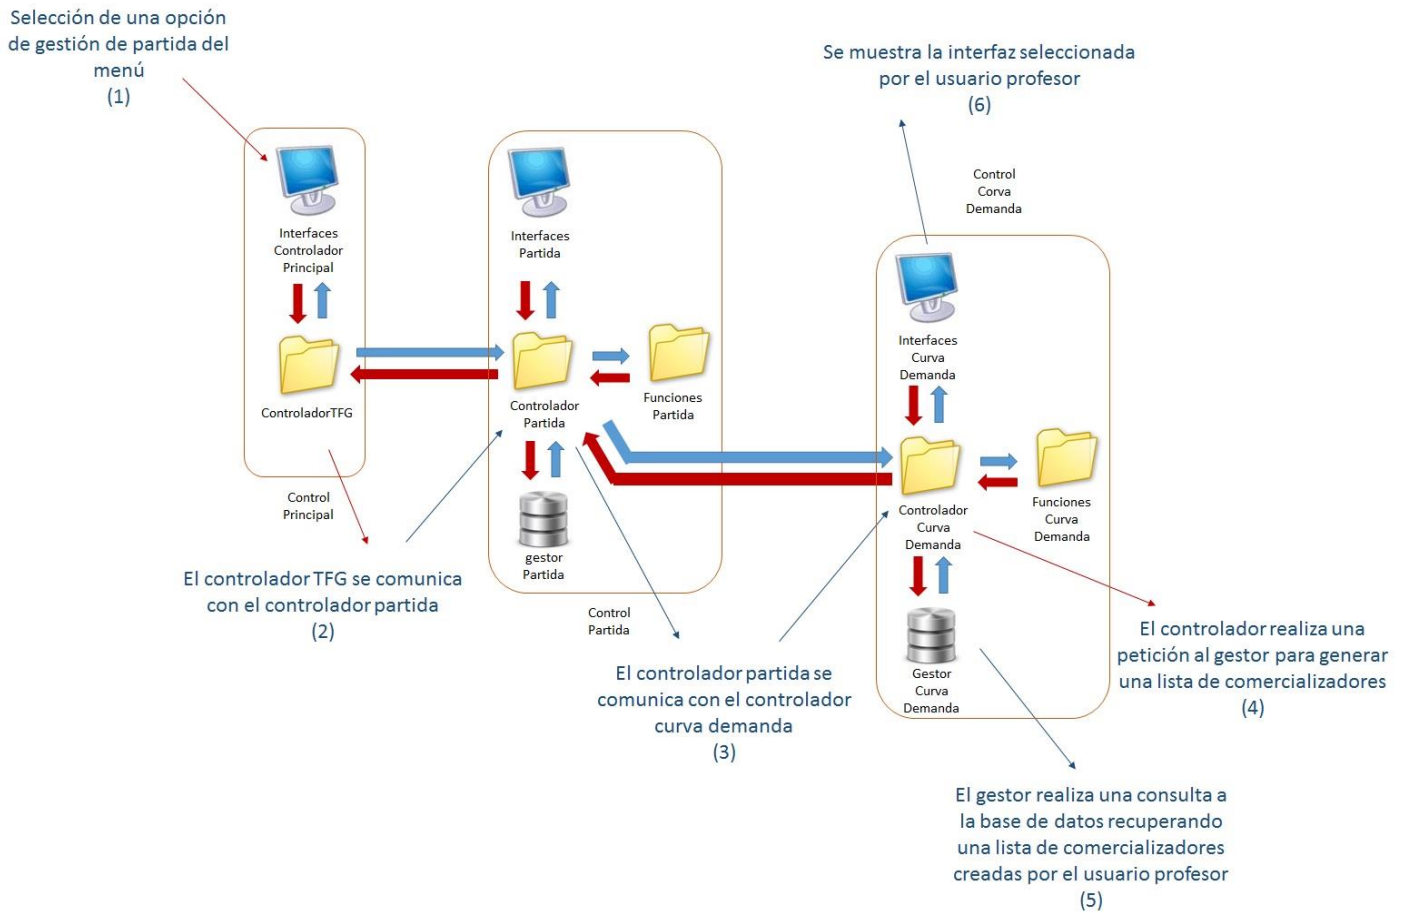 Selección de una opción
de gestión de partida del
menú
(1)
Se muestra la interfaz seleccionada
por el usuario profesor
(6)
Control
Corva
Demanda
Interfaces
Controlador
Principal
Interfaces
Partida
Interfaces
Curva
Demanda
ControladorTFG
Controlador
Partida
Funciones
Partida
Control
Principal
gestor
Partida
Controlador
Curva
Demanda
Funciones
Curva
Demanda
El controlador TFG se comunica
con el controlador partida
(2)
Control
Partida
El controlador partida se
comunica con el controlador
curva demanda
(3)
Gestor
Curva
Demanda
El controlador realiza una
petición al gestor para generar
una lista de comercializadores
(4)
El gestor realiza una consulta a
la base de datos recuperando
una lista de comercializadores
creadas por el usuario profesor
(5)